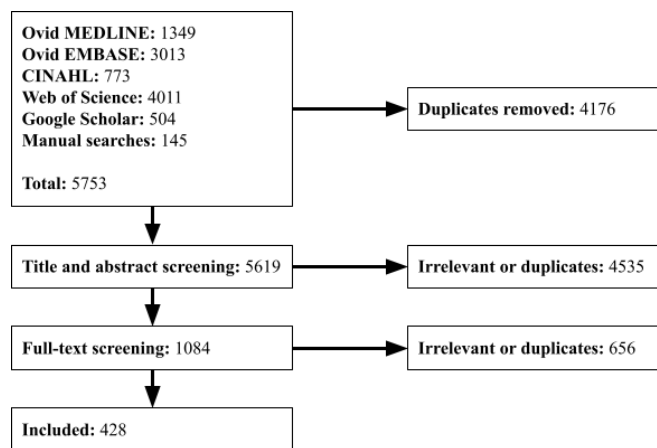 Ovid MEDLINE: 1349
Ovid EMBASE: 3013
CINAHL: 773
Web of Science: 4011
Google Scholar: 504
Manual searches: 145
Total: 5753
Duplicates removed: 4176
Title and abstract screening: 5619
Irrelevant or duplicates: 4535
Full-text screening: 1084
Irrelevant or duplicates: 656
Included: 428